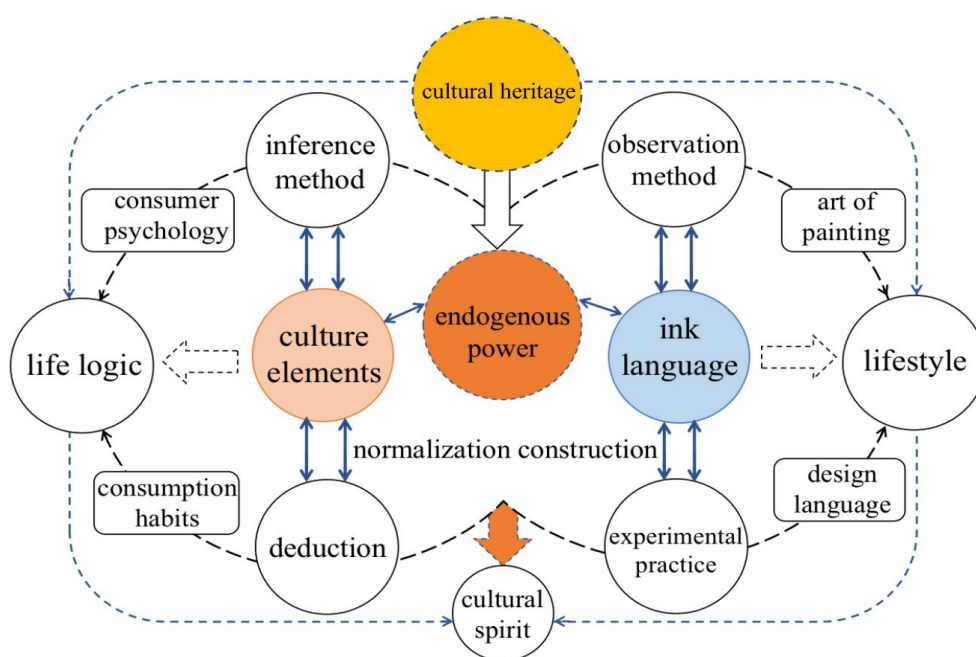 cultural heritage
inference
method
observation
method
consumer
psychology
art of
painting
endogenous
power
culture
elements
ink
language
life logic
lifestyle
normalization construction
consumption
habits
design
language
deduction
experimental
practice
cultural
spirit